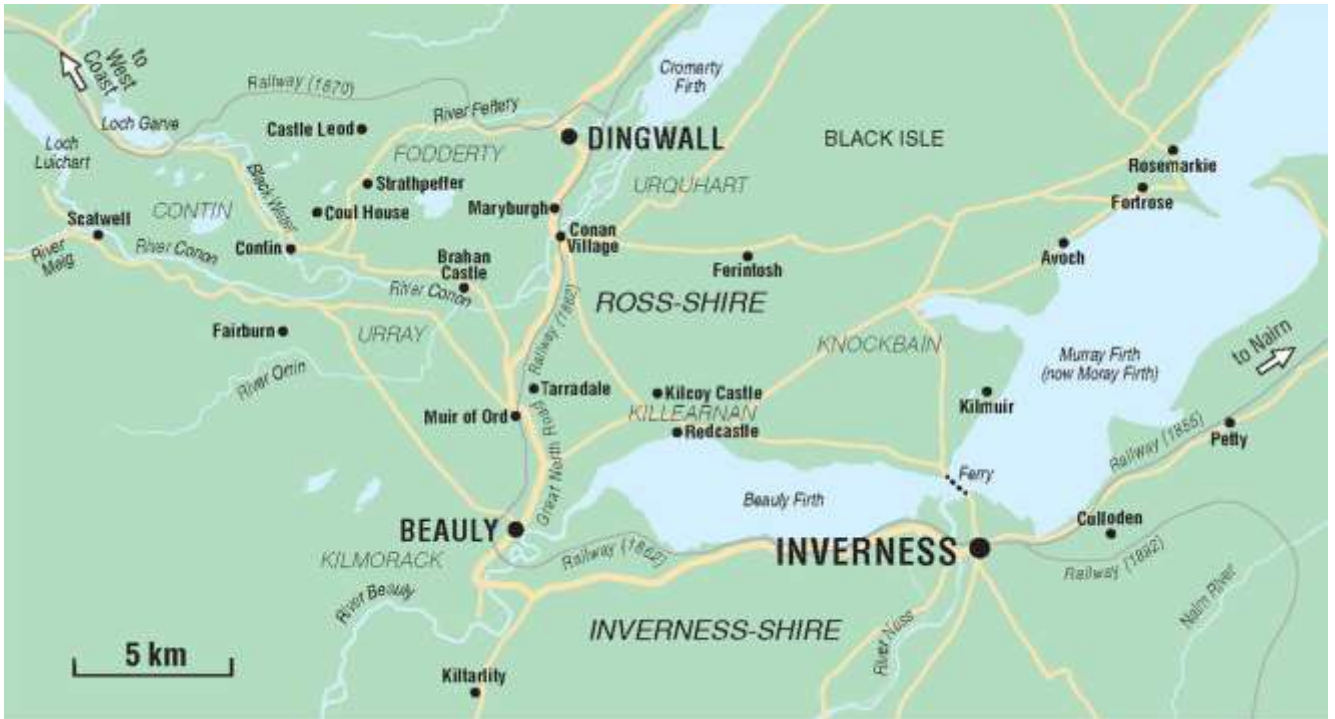 to
West
Coast
Railway (1870)
Cromarty
Firth
River Feffery
Loch Garve
Castle Leod
DINGWALL
BLACK ISLE
Loch
Luichart
FODDERTY
Rosemarkie
Black Water
Strathpeffer
URQUHART
Fortrose
CONTIN
Coul House
Maryburgh
Scatwell
Conan
Village
River
Meig
River Conon
Contin
Brahan
Castle
Avoch
Ferintosh
River Conon
ROSS-SHIRE
Railway (1862)
Fairburn
URRAY
KNOCKBAIN
to Nairn
Murray Firth
(now Moray Firth)
River Orrin
Tarradale
Kilcoy Castle
Kilmuir
Muir of Ord
KILLEARNAN
Redcastle
Petty
Railway (1855)
Great North Road
Ferry
Beauly Firth
Culloden
BEAULY
INVERNESS
KILMORACK
Railway (1862)
Railway (1892)
River Beauly
Nairn River
INVERNESS-SHIRE
River Ness
5 km
Kiltarlity